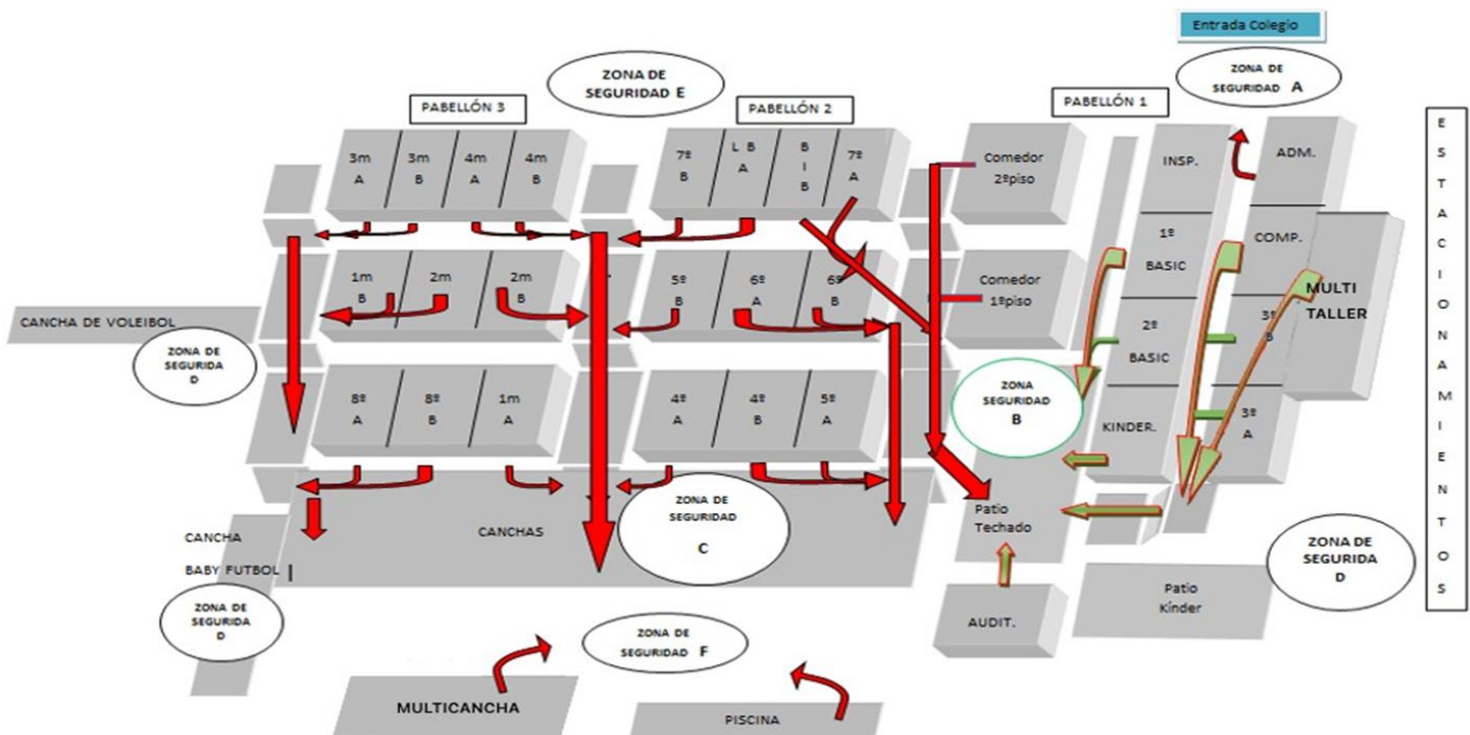 Entrada Colegio
ZONA DE
SEGURIDAD A
ZONA DE
SEGURIDAD E
PABELLÓN 3
PABELLÓN 2
PABELLÓN 1
3m
A
3m
B
4m
A
4m
B
7º
B
L B
A
B
I
B
7º
A
Comedor
2ºpiso
INSP.
ADM.
1m
B
2m
2m
B
5º
B
6º
A
6º
B
Comedor
1ºpiso
1º
BASIC
COMP.
MULTI
TALLER
CANCHA DE VOLEIBOL
ZONA DE
SEGURIDA
D
8º
A
8º
B
1m
A
4º
A
4º
B
5º
A
ZONA
SEGURIDAD
B
2º
BASIC
3º
B
KINDER.
3º
A
CANCHAS
ZONA DE
SEGURIDAD
C
Patio
Techado
CANCHA
BABY FUTBOL
ZONA DE
SEGURIDA
D
ZONA DE
SEGURIDA
D
Patio
Kínder
AUDIT.
ZONA DE
SEGURIDAD F
MULTICANCHA
PISCINA
E
S
T
A
C
I
O
N
A
M
I
E
N
T
O
S